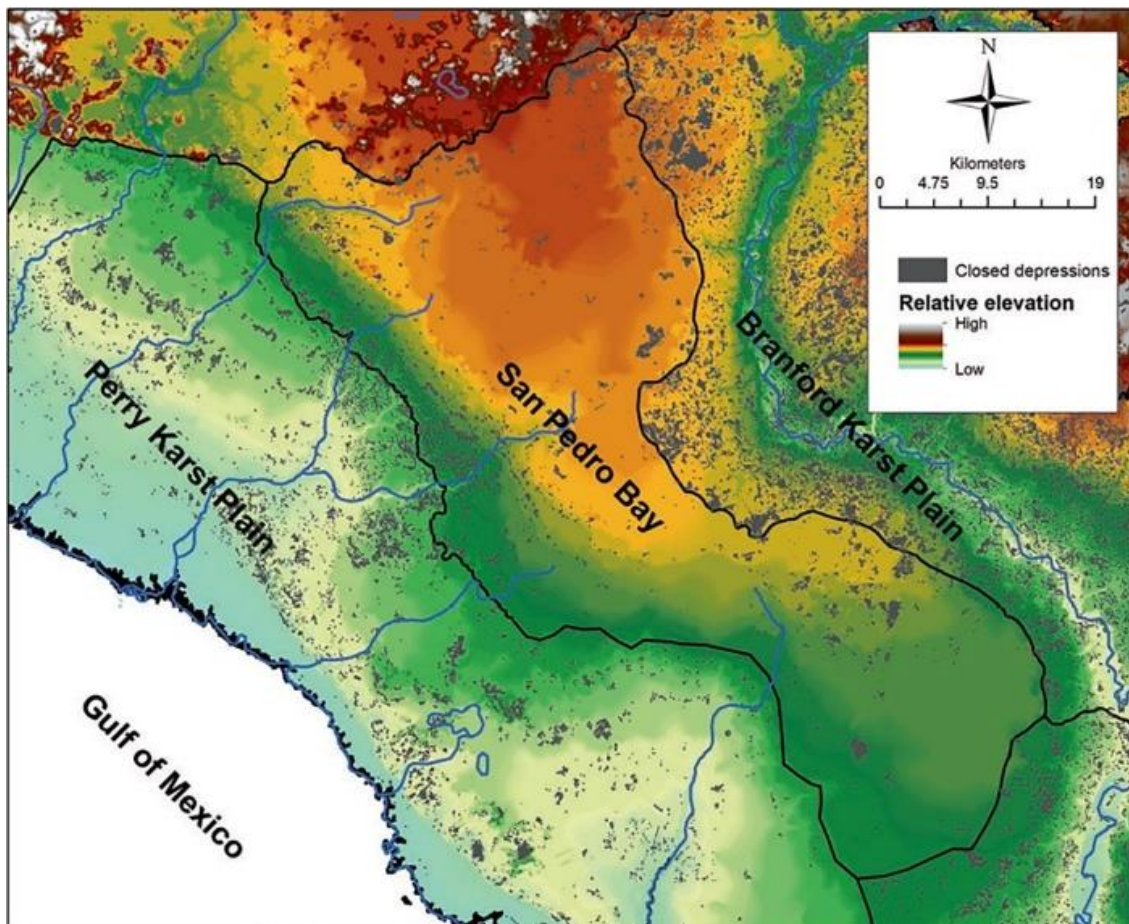 N
Kilometers
0 4.75 9.5 19
Closed depressions
Relative elevation
High
Low
Branford Karst Plain
San Pedro Bay
Perry Karst Plain
Gulf of Mexico